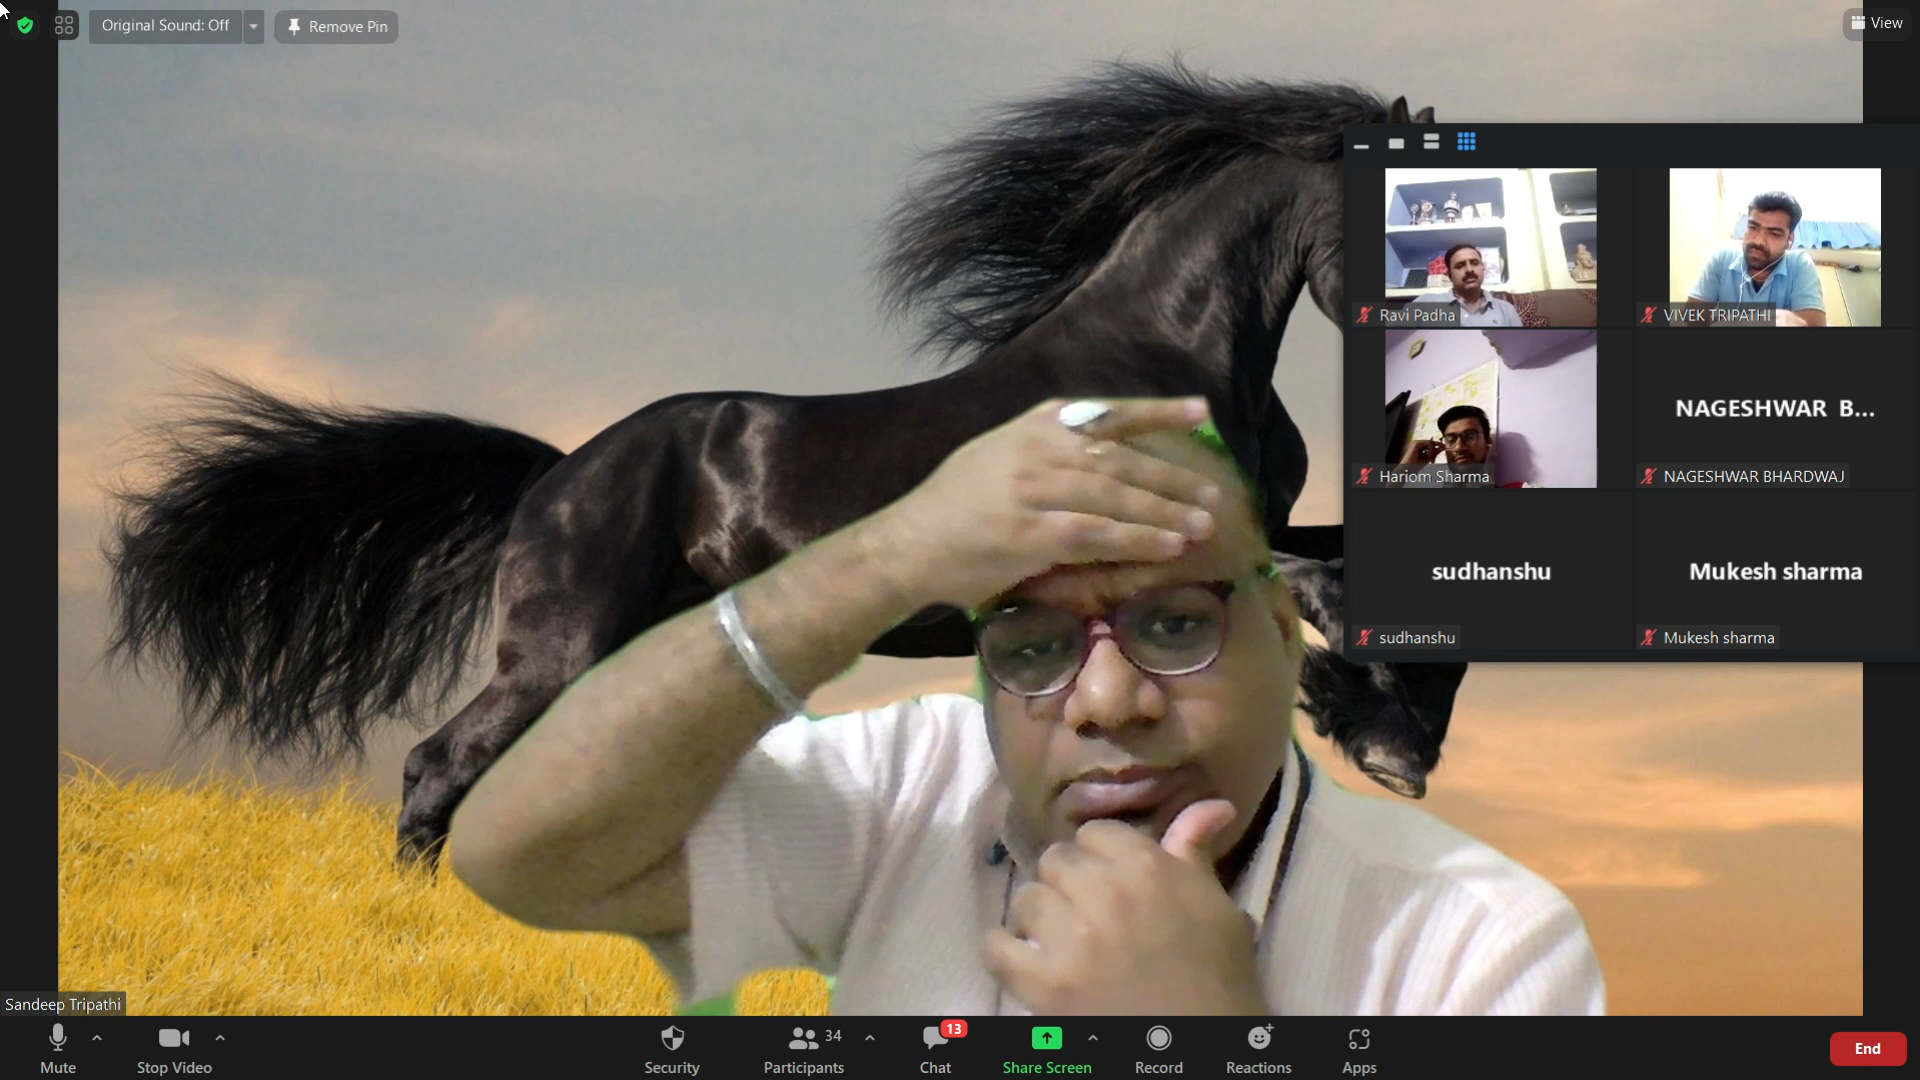 Original Sound: Off
Remove Pin
View
Ravi Padha
VIVEK TRIPATHI
Hariom Sharma
NAGESHWAR B...
NAGESHWAR BHARDWAJ
sudhanshu
Mukesh sharma
sudhanshu
Mukesh sharma
Sandeep Tripathi
Mute
Stop Video
Security
34
Participants
13
Chat
Share Screen
Record
Reactions
Apps
End